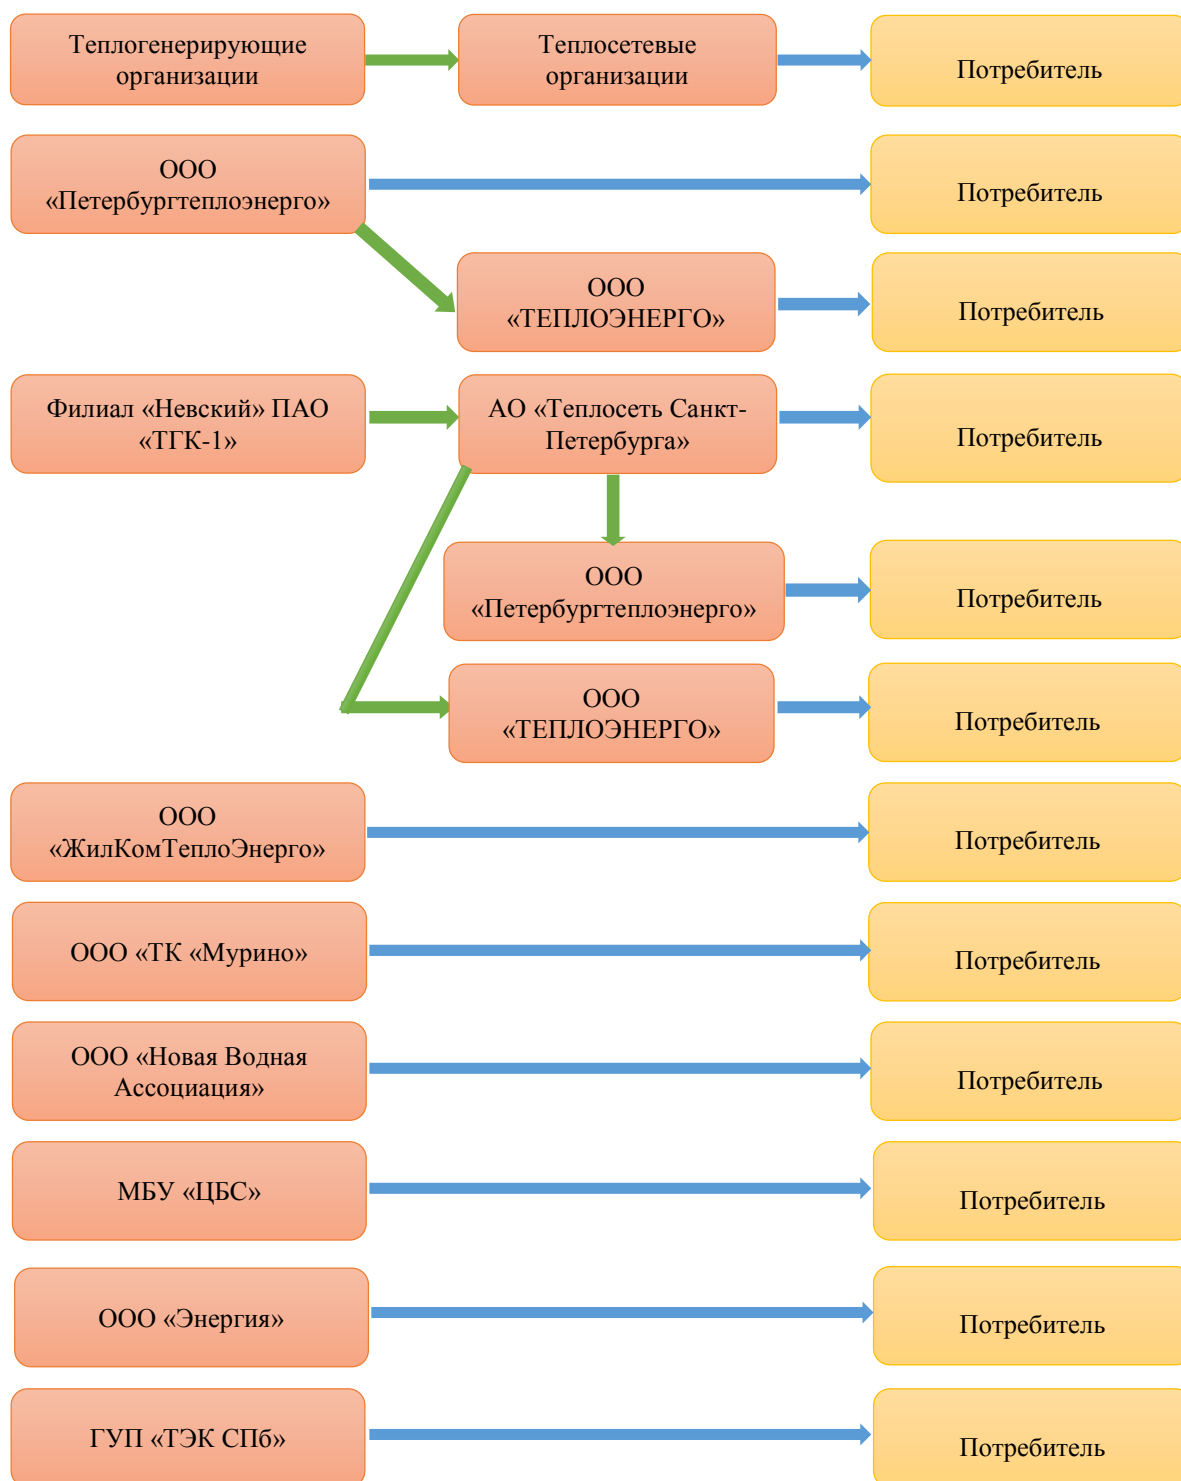 Теплогенерирующие
организации
Теплосетевые
организации
Потребитель
ООО
«Петербургтеплоэнерго»
Потребитель
ООО
«ТЕПЛОЭНЕРГО»
Потребитель
Филиал «Невский» ПАО
«ТГК-1»
АО «Теплосеть Санкт-
Петербурга»
Потребитель
ООО
«Петербургтеплоэнерго»
Потребитель
ООО
«ТЕПЛОЭНЕРГО»
Потребитель
ООО
«ЖилКомТеплоЭнерго»
Потребитель
ООО «ТК «Мурино»
Потребитель
ООО «Новая Водная
Ассоциация»
Потребитель
МБУ «ЦБС»
Потребитель
ООО «Энергия»
Потребитель
ГУП «ТЭК СПб»
Потребитель